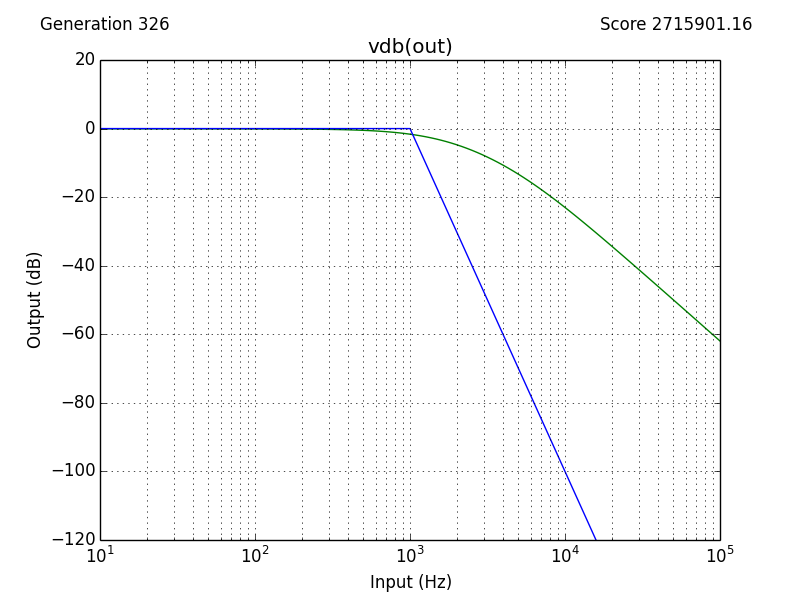 Generation 326
Score 2715901.16
vdb(out)
20
0
−20
−40
−60
−80
−100
−120
Output (dB)
10¹
10²
10³
10⁴
10⁵
Input (Hz)